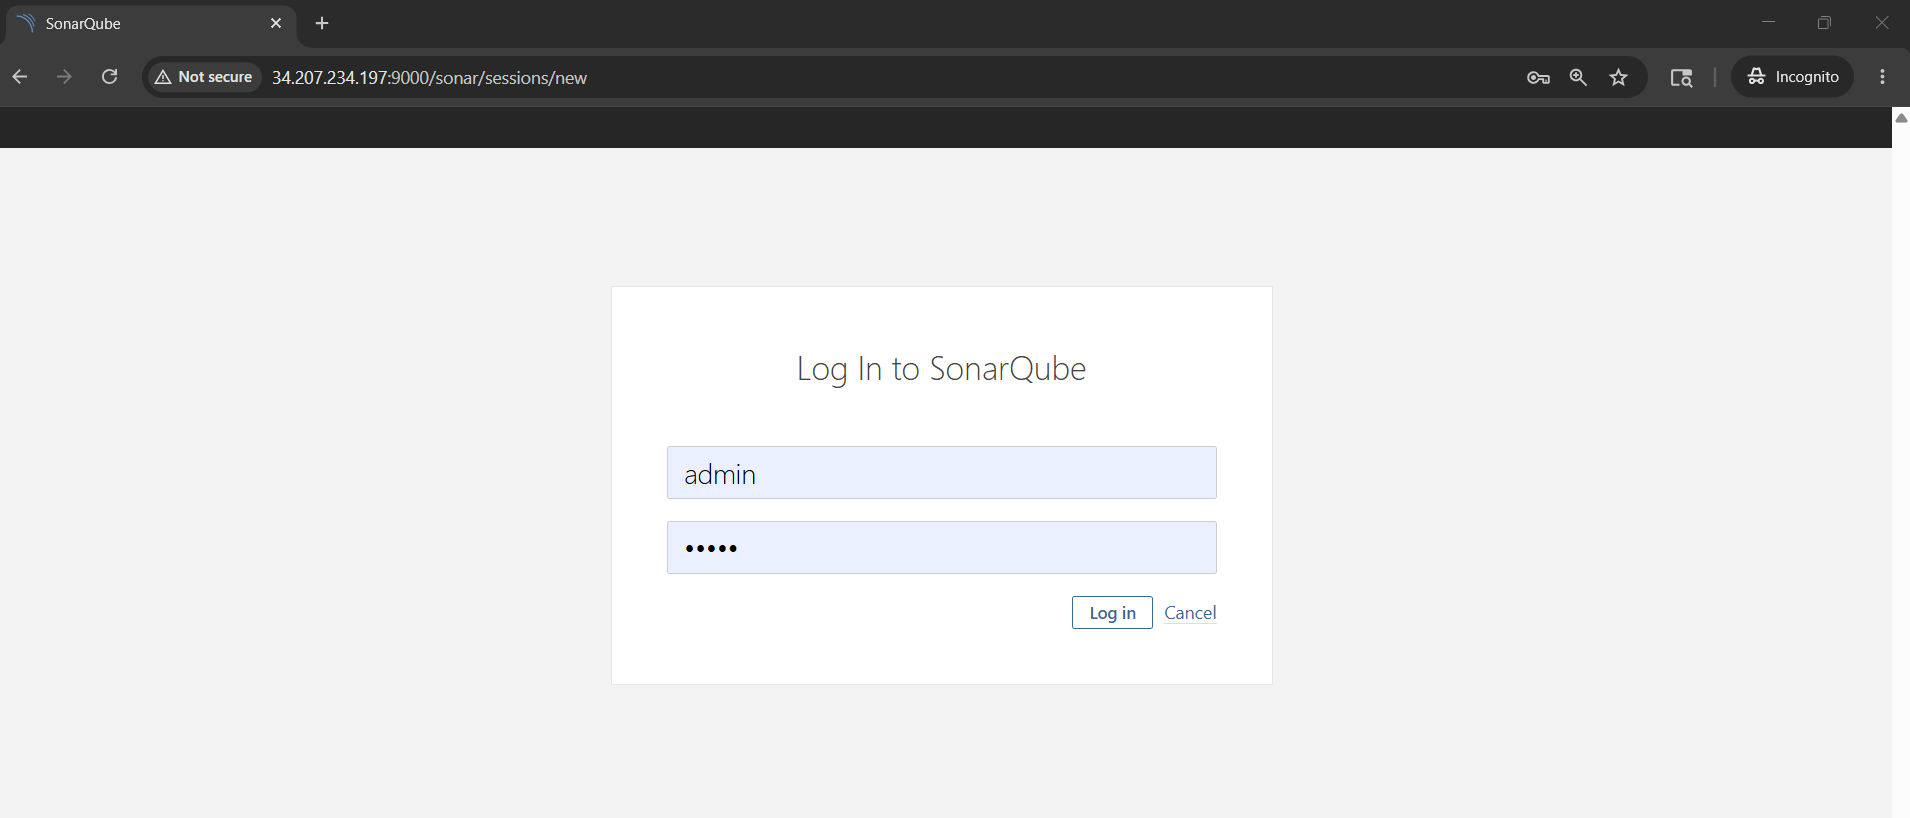 SonarQube
Not secure
34.207.234.197:9000/sonar/sessions/new
Incognito
Log In to SonarQube
admin
•••••
Log in
Cancel